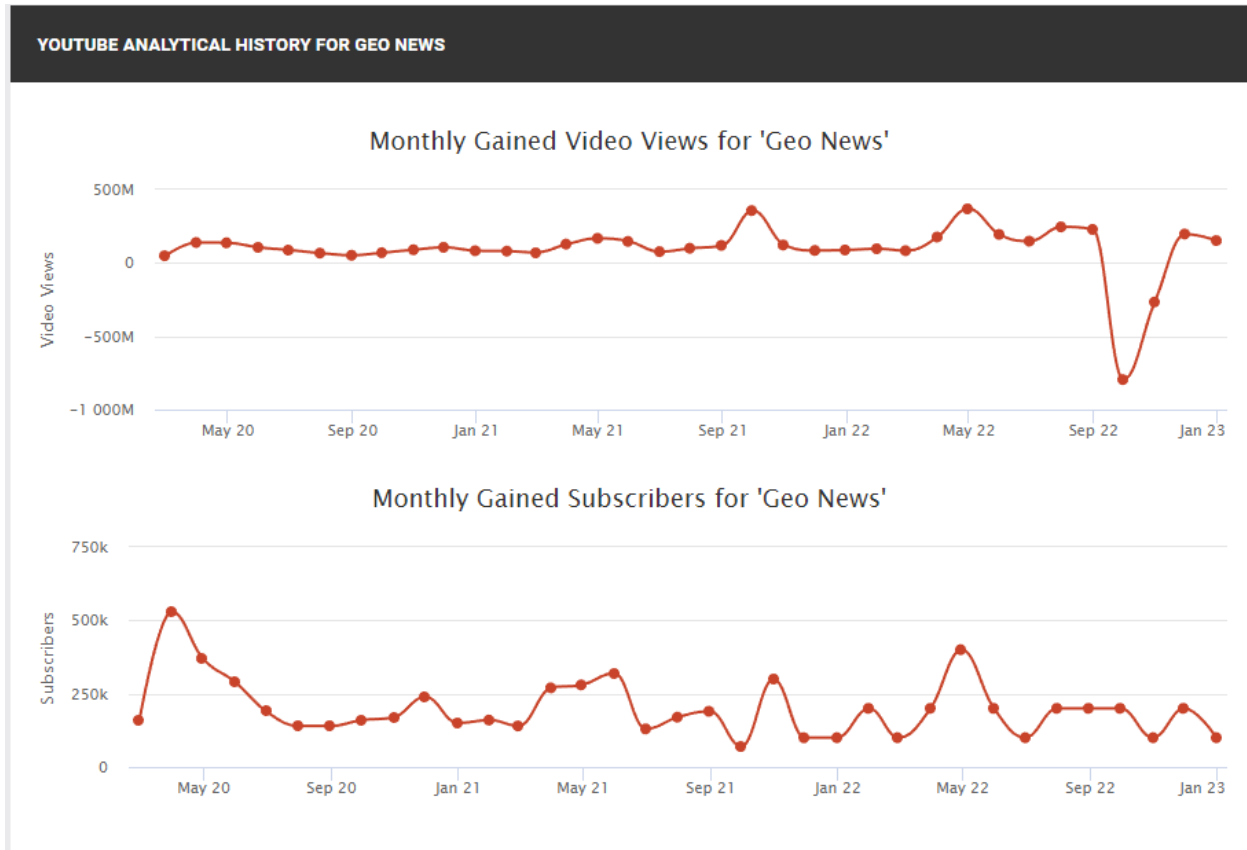 YOUTUBE ANALYTICAL HISTORY FOR GEO NEWS
Monthly Gained Video Views for 'Geo News'
Video Views
500M
0
−500M
−1 000M
May 20 Sep 20 Jan 21 May 21 Sep 21 Jan 22 May 22 Sep 22 Jan 23
Monthly Gained Subscribers for 'Geo News'
Subscribers
750k
500k
250k
0
May 20 Sep 20 Jan 21 May 21 Sep 21 Jan 22 May 22 Sep 22 Jan 23